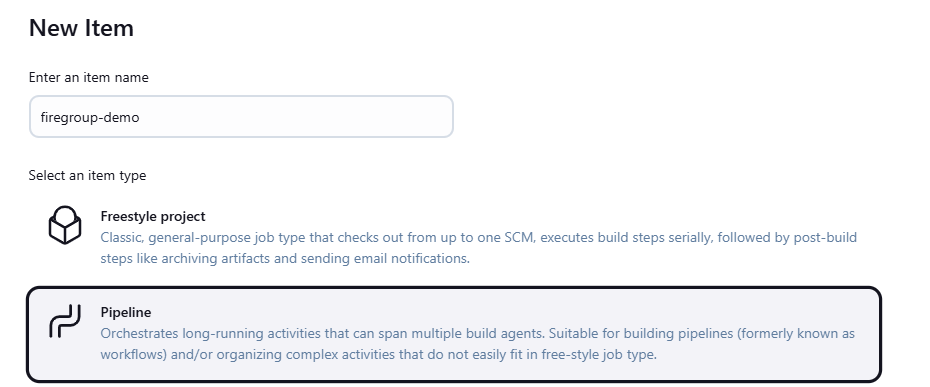 New Item
Enter an item name
firegroup-demo
Select an item type
Freestyle project
Classic, general-purpose job type that checks out from up to one SCM, executes build steps serially, followed by post-build
steps like archiving artifacts and sending email notifications.
Pipeline
Orchestrates long-running activities that can span multiple build agents. Suitable for building pipelines (formerly known as
workflows) and/or organizing complex activities that do not easily fit in free-style job type.